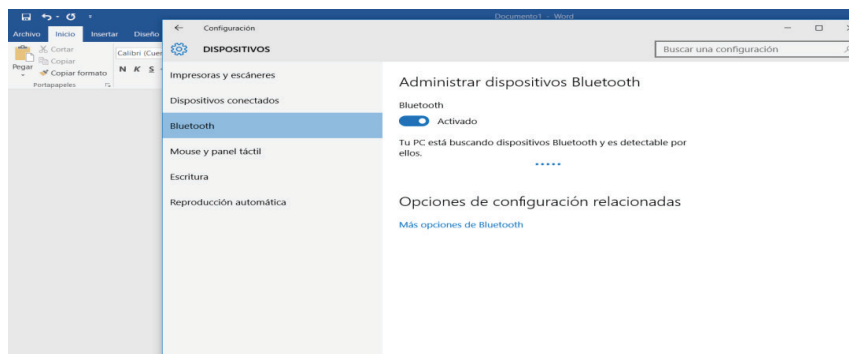 Documento1 - Word
Archivo Inicio Insertar Diseño
Cortar
Copiar
Copiar formato
Pegar
Portapapeles
Calibri (Cuer
N K S
Configuración
DISPOSITIVOS
Buscar una configuración
Impresoras y escáneres
Dispositivos conectados
Bluetooth
Mouse y panel táctil
Escritura
Reproducción automática
Administrar dispositivos Bluetooth
Bluetooth
Activado
Tu PC está buscando dispositivos Bluetooth y es detectable por
ellos.
Opciones de configuración relacionadas
Más opciones de Bluetooth